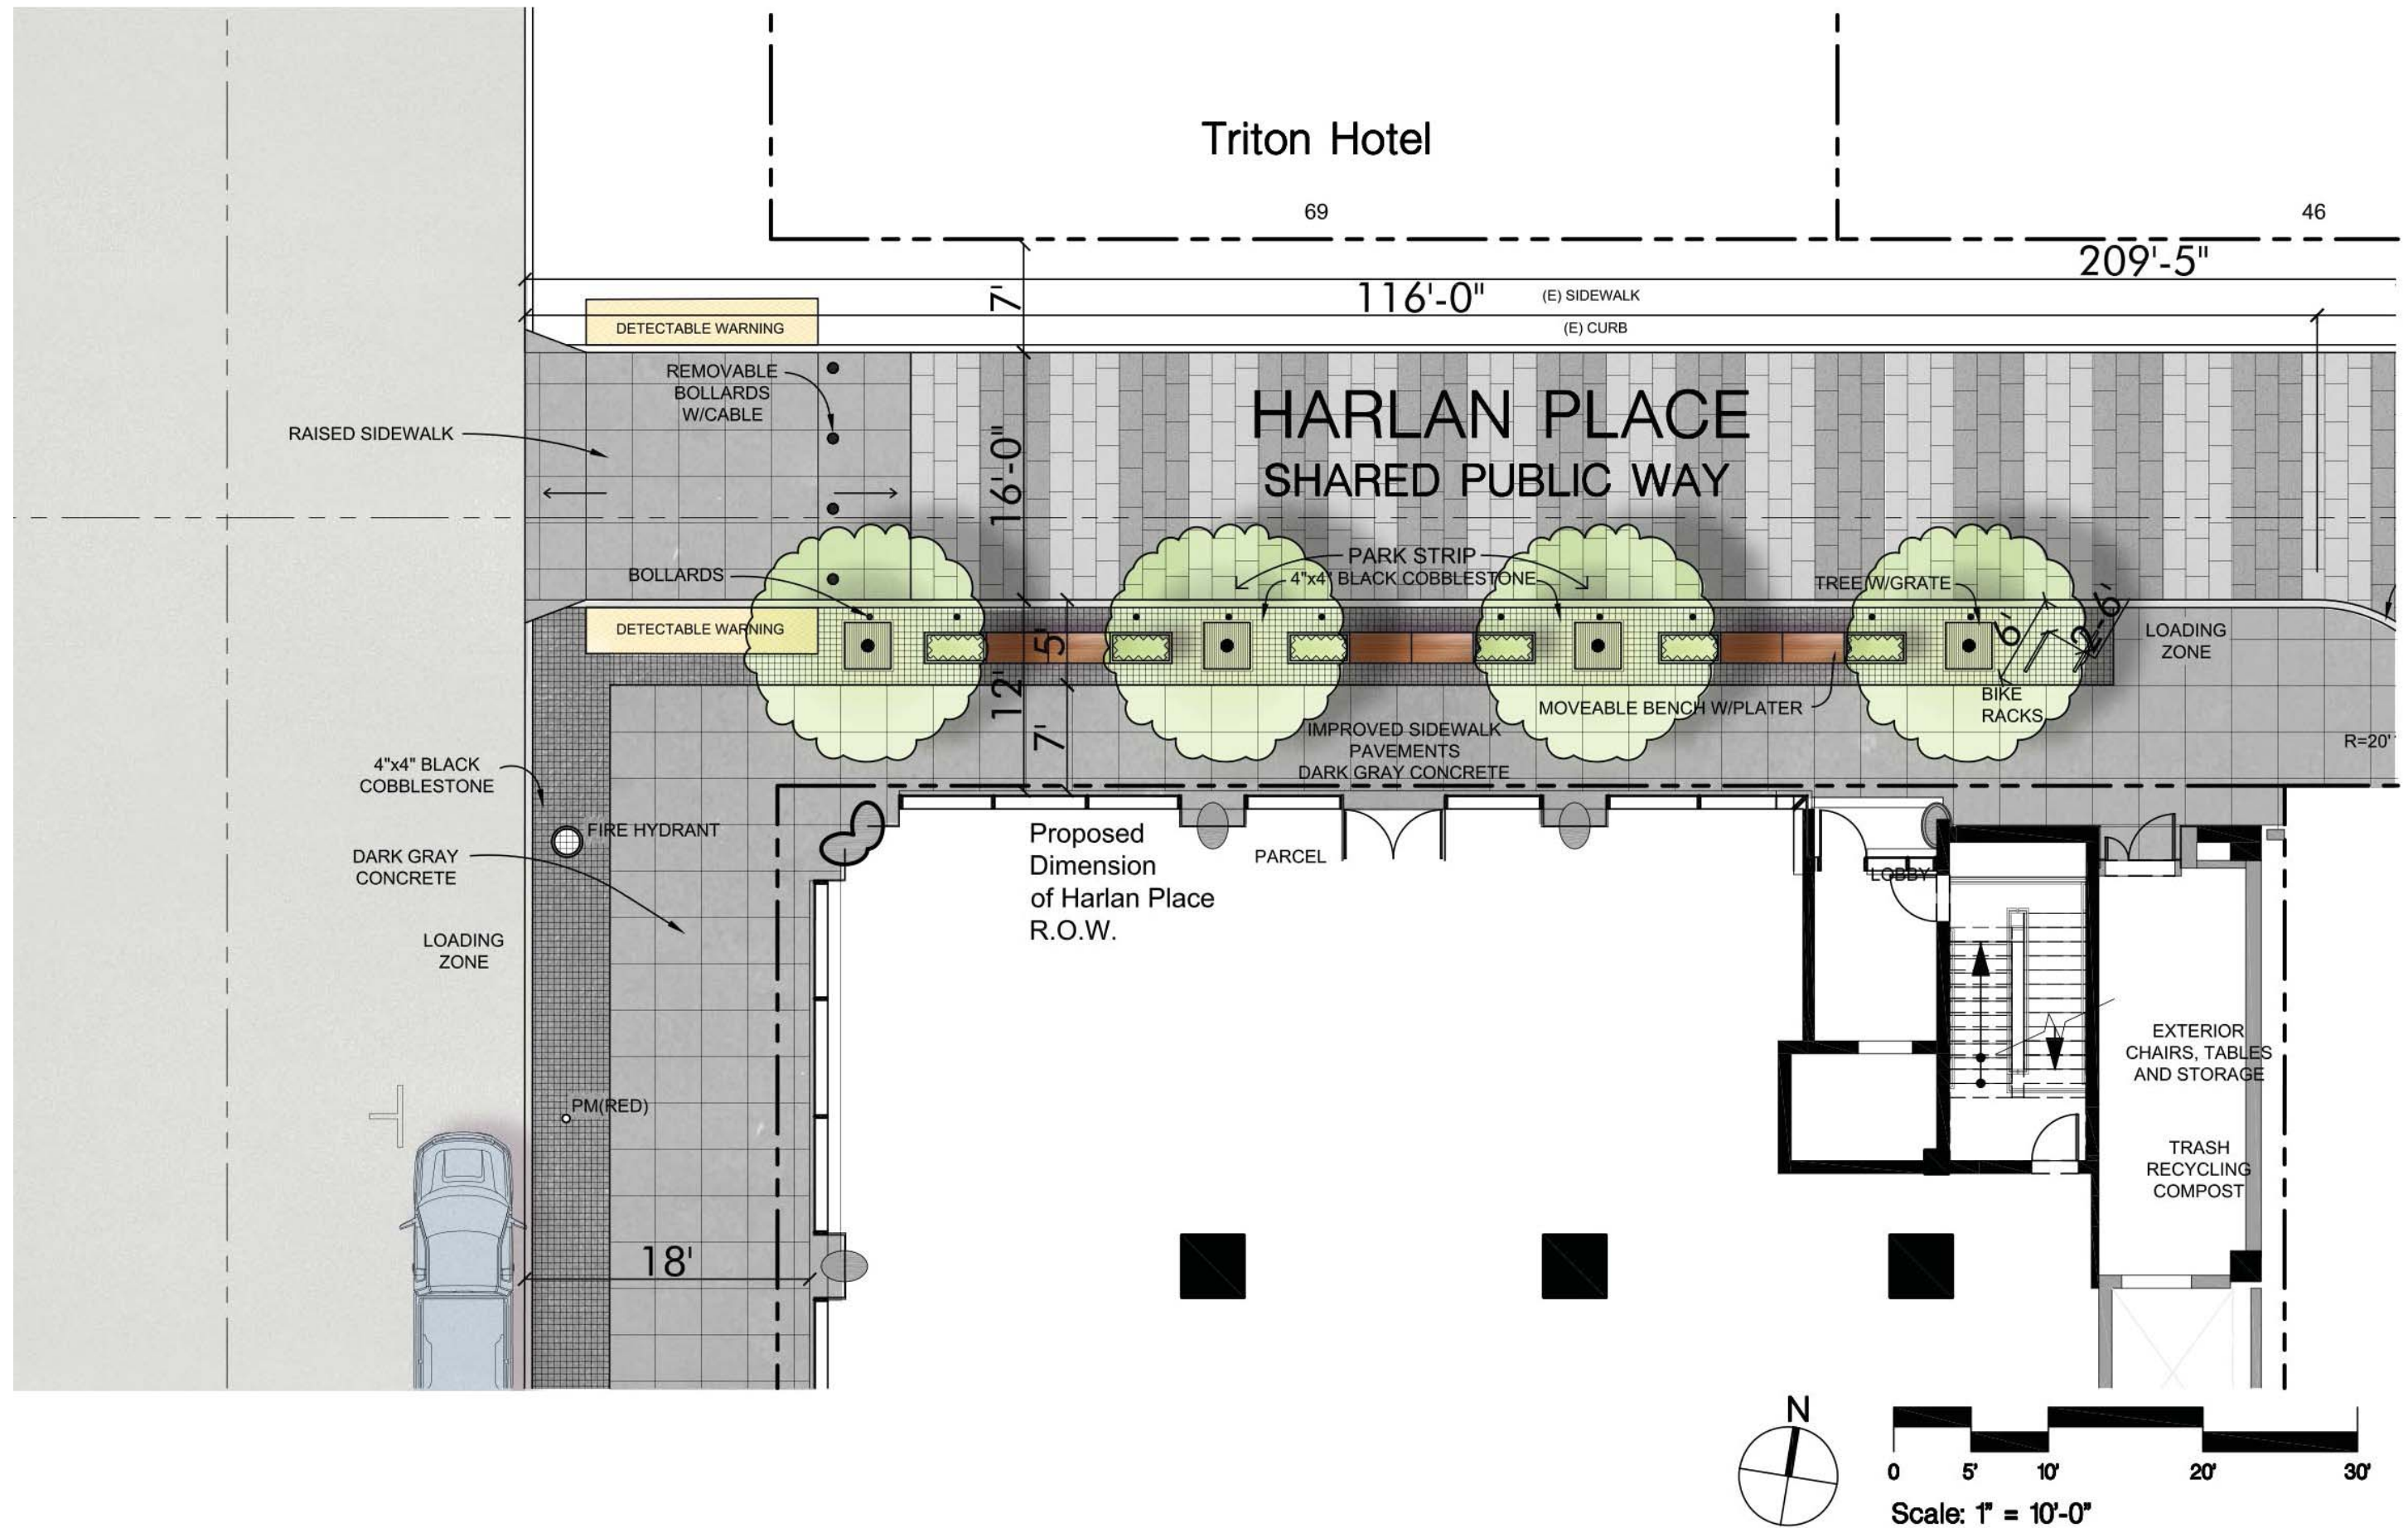 Triton Hotel
69
46
209'-5"
116'-0"
(E) SIDEWALK
(E) CURB
7'
DETECTABLE WARNING
REMOVABLE
BOLLARDS
W/CABLE
RAISED SIDEWALK
16'-0"
HARLAN PLACE
SHARED PUBLIC WAY
PARK STRIP
4"x4" BLACK COBBLESTONE
BOLLARDS
TREE W/GRATE
DETECTABLE WARNING
5'
12'
7'
6'
2'-6'
LOADING
ZONE
BIKE
RACKS
MOVEABLE BENCH W/PLATER
IMPROVED SIDEWALK
PAVEMENTS
DARK GRAY CONCRETE
R=20'
4"x4" BLACK
COBBLESTONE
FIRE HYDRANT
DARK GRAY
CONCRETE
Proposed
Dimension
of Harlan Place
R.O.W.
PARCEL
LOBBY
LOADING
ZONE
PM(RED)
EXTERIOR
CHAIRS, TABLES
AND STORAGE
TRASH
RECYCLING
COMPOST
18'
N
0 5' 10' 20' 30'
Scale: 1" = 10'-0"